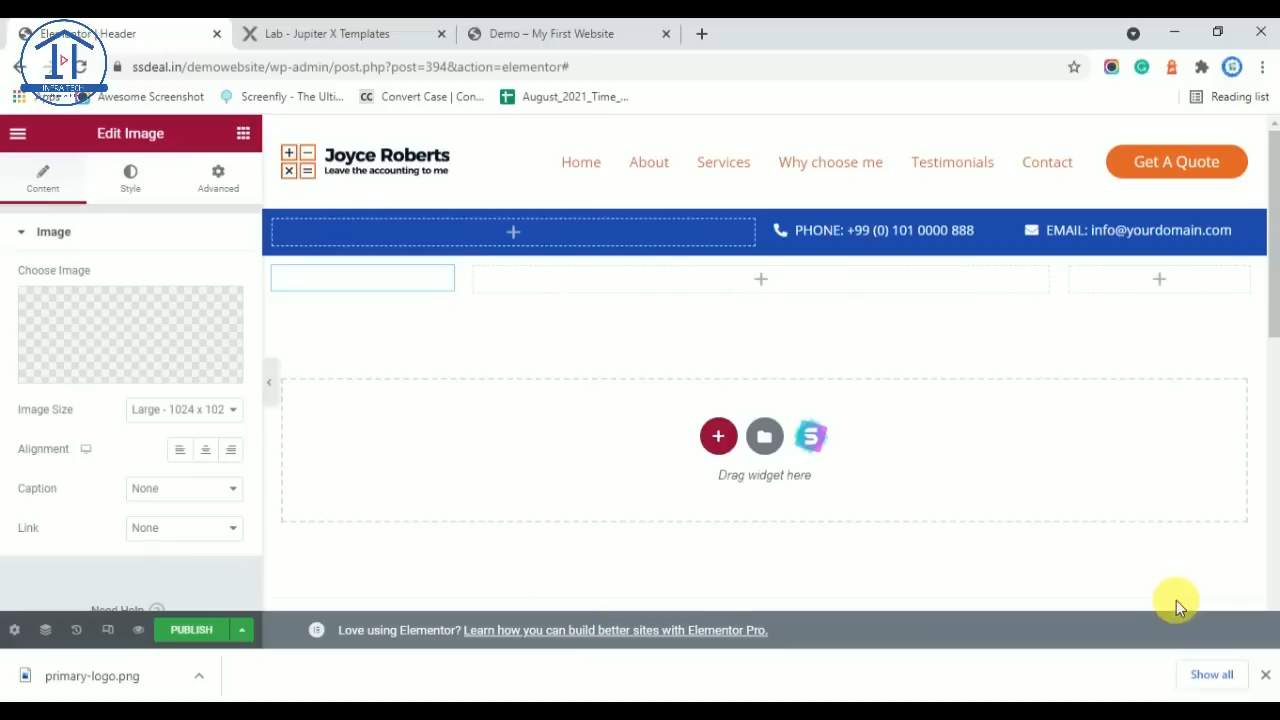 Elementor | Header
Lab - Jupiter X Templates
Demo – My First Website
ssdeal.in/demowebsite/wp-admin/post.php?post=394&action=elementor#
INFRA TECH
Apps
Awesome Screenshot
Screenfly - The Ulti...
CC
Convert Case | Con...
August_2021_Time_...
Reading list
Edit Image
Content
Style
Advanced
Image
Choose Image
Image Size
Large - 1024 x 102
Alignment
Caption
None
Link
None
Need Help
PUBLISH
Joyce Roberts
Leave the accounting to me
Home
About
Services
Why choose me
Testimonials
Contact
Get A Quote
PHONE: +99 (0) 101 0000 888
EMAIL: info@yourdomain.com
Drag widget here
Love using Elementor? Learn how you can build better sites with Elementor Pro.
primary-logo.png
Show all